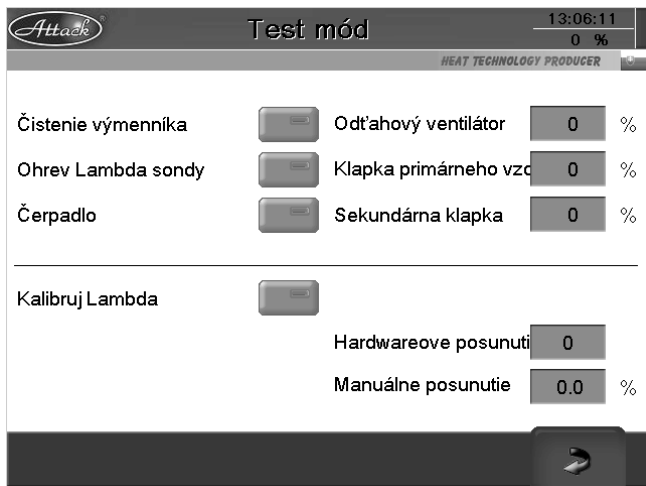 Attack
Test mód
13:06:11
0 %
HEAT TECHNOLOGY PRODUCER
Čistenie výmenníka
Odťahový ventilátor 0 %
Ohrev Lambda sondy
Klapka primárneho vzd 0 %
Čerpadlo
Sekundárna klapka 0 %
Kalibruj Lambda
Hardwareove posunuti 0
Manuálne posunutie 0.0 %